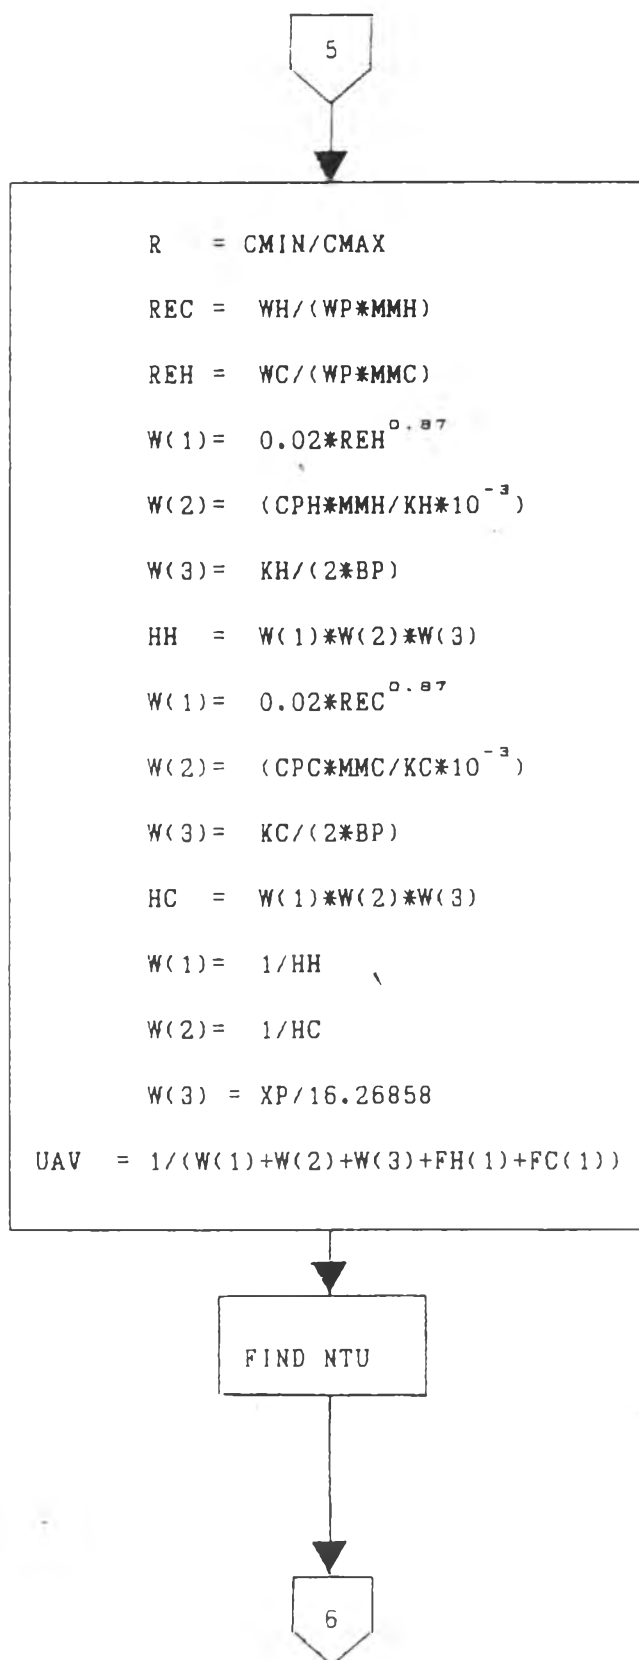 5
R = CMIN/CMAX
REC = WH/(WP*MMH)
REH = WC/(WP*MMC)
W(1)= 0.02*REH^0.87
W(2)= (CPH*MMH/KH*10^-3)
W(3)= KH/(2*BP)
HH = W(1)*W(2)*W(3)
W(1)= 0.02*REC^0.87
W(2)= (CPC*MMC/KC*10^-3)
W(3)= KC/(2*BP)
HC = W(1)*W(2)*W(3)
W(1)= 1/HH
W(2)= 1/HC
W(3) = XP/16.26858
UAV = 1/(W(1)+W(2)+W(3)+FH(1)+FC(1))
FIND NTU
6